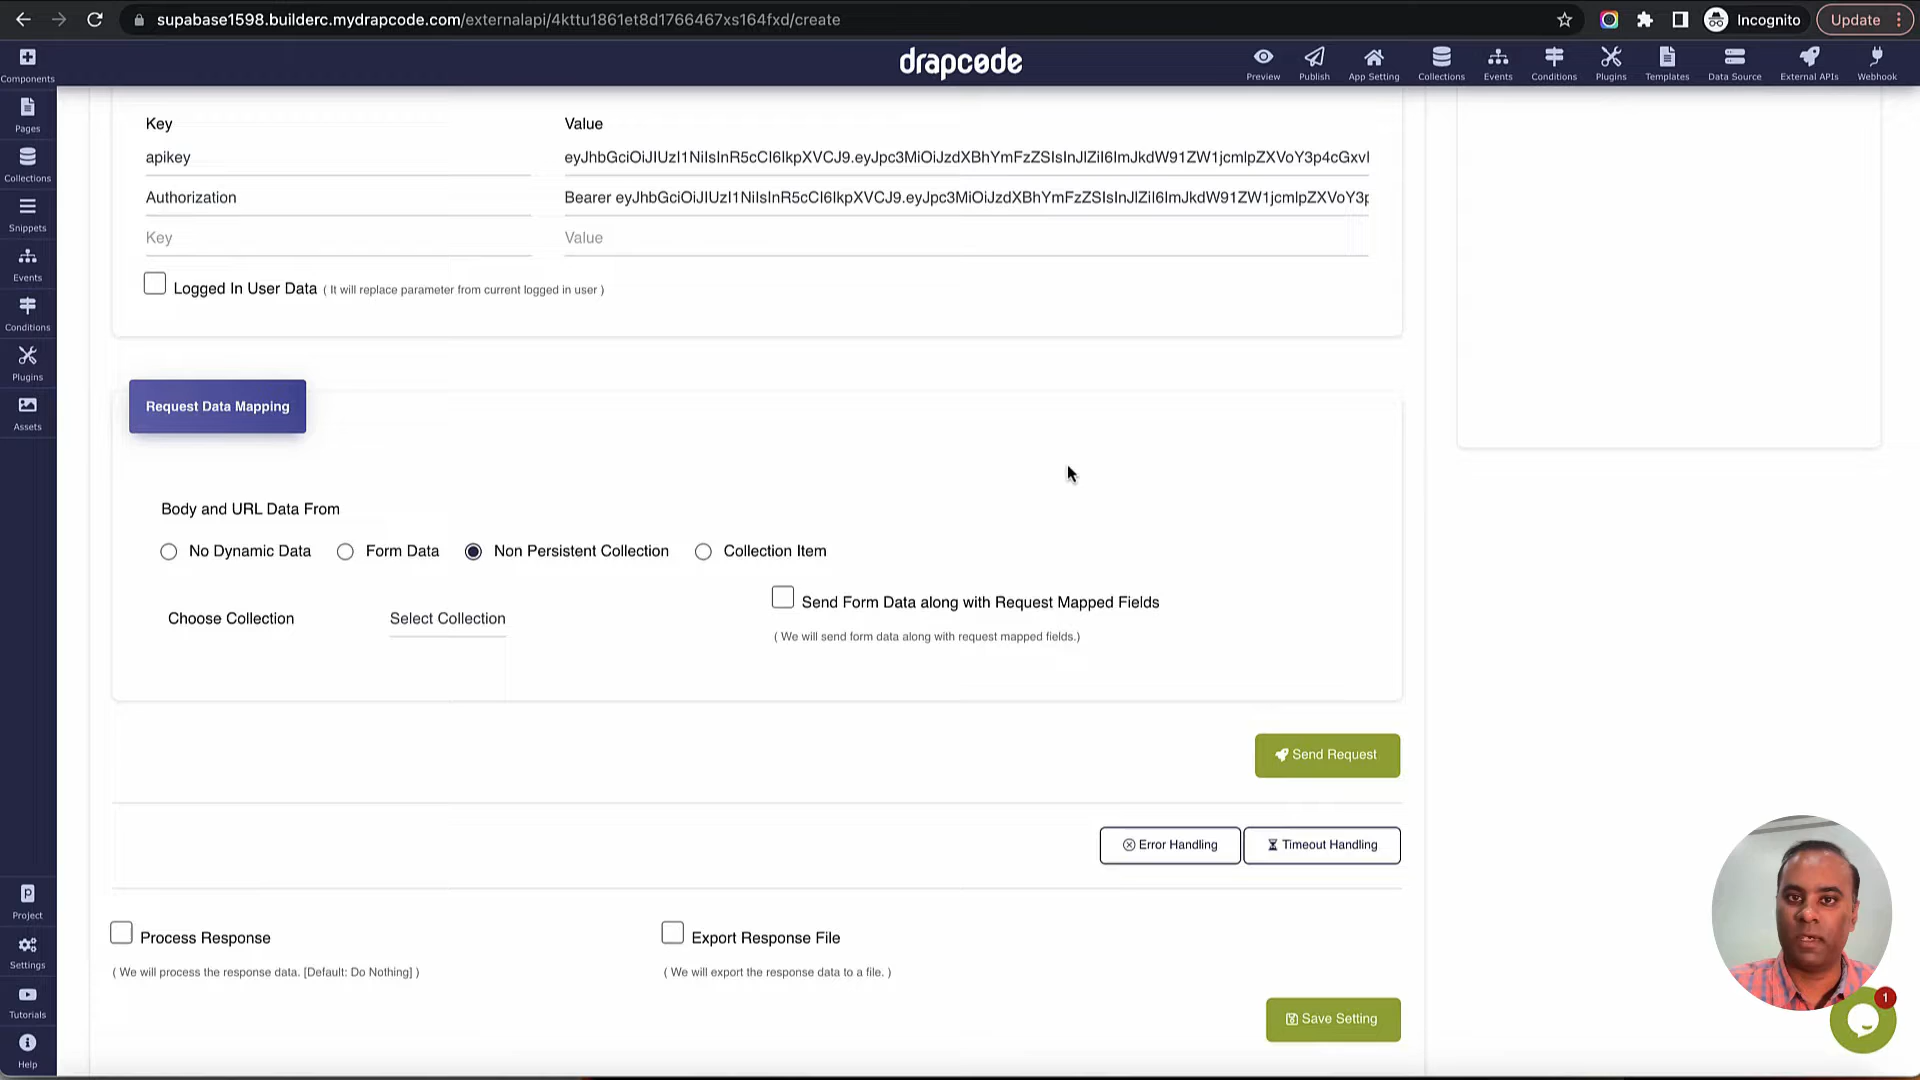 supabase1598.builderc.mydrapcode.com/externalapi/4kttu1861et8d1766467xs164fxd/create
Incognito
Update
Components
drapcode
Preview
Publish
App Setting
Collections
Events
Conditions
Plugins
Templates
Data Source
External APIs
Webhook
Pages
Collections
Snippets
Events
Conditions
Plugins
Assets
Project
Settings
Tutorials
Help
Key Value
apikey eyJhbGciOiJIUzI1NiIsInR5cCI6IkpXVCJ9.eyJpc3MiOiJzdXBhYmFzZSIsInJlZiI6ImJkdW91ZW1jcmlpZXVoY3p4cGxvI
Authorization Bearer eyJhbGciOiJIUzI1NiIsInR5cCI6IkpXVCJ9.eyJpc3MiOiJzdXBhYmFzZSIsInJlZiI6ImJkdW91ZW1jcmlpZXVoY3p
Key Value
Logged In User Data ( It will replace parameter from current logged in user )
Request Data Mapping
Body and URL Data From
No Dynamic Data Form Data Non Persistent Collection Collection Item
Choose Collection Select Collection
Send Form Data along with Request Mapped Fields
( We will send form data along with request mapped fields.)
Send Request
Error Handling Timeout Handling
Process Response Export Response File
( We will process the response data. [Default: Do Nothing] ) ( We will export the response data to a file. )
Save Setting
1